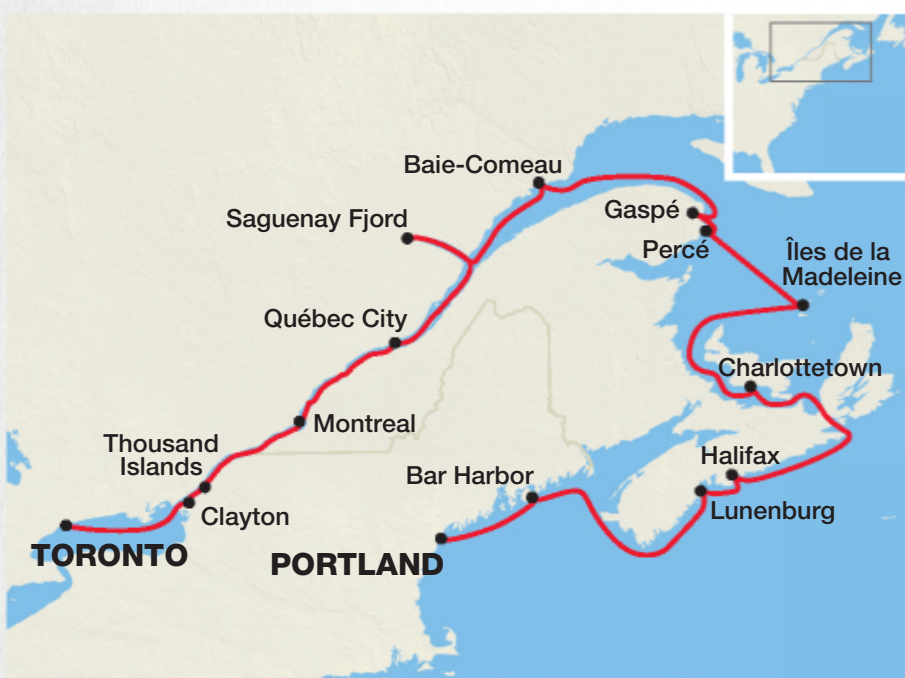 Baie-Comeau
Saguenay Fjord
Gaspé
Percé
Îles de la
Madeleine
Québec City
Charlottetown
Montreal
Thousand
Islands
Halifax
Bar Harbor
Clayton
Lunenburg
TORONTO
PORTLAND